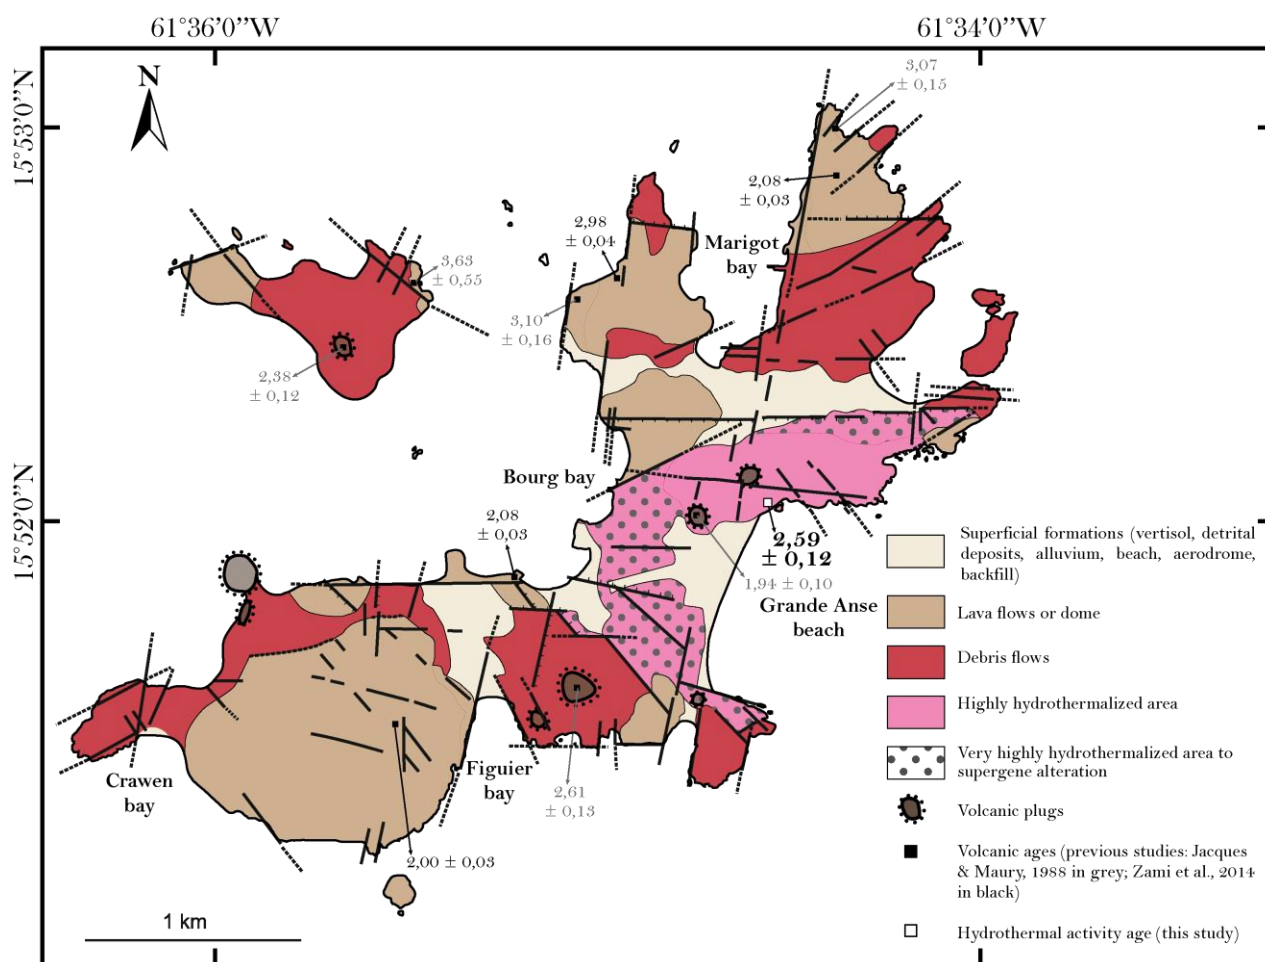 61°36'0”W
61°34'0”W
15°53'0”N
15°52'0”N
N
3,07
± 0,15
2,08
± 0,03
2,98
± 0,04
Marigot
bay
3,63
± 0,55
3,10
± 0,16
2,38
± 0,12
Bourg bay
2,08
± 0,03
2,59
± 0,12
1,94 ± 0,10
Grande Anse
beach
Crawen
bay
Figuier
bay
2,61
± 0,13
2,00 ± 0,03
1 km
Superficial formations (vertisol, detrital
deposits, alluvium, beach, aerodrome,
backfill)
Lava flows or dome
Debris flows
Highly hydrothermalized area
Very highly hydrothermalized area to
supergene alteration
Volcanic plugs
Volcanic ages (previous studies: Jacques
& Maury, 1988 in grey; Zami et al., 2014
in black)
Hydrothermal activity age (this study)